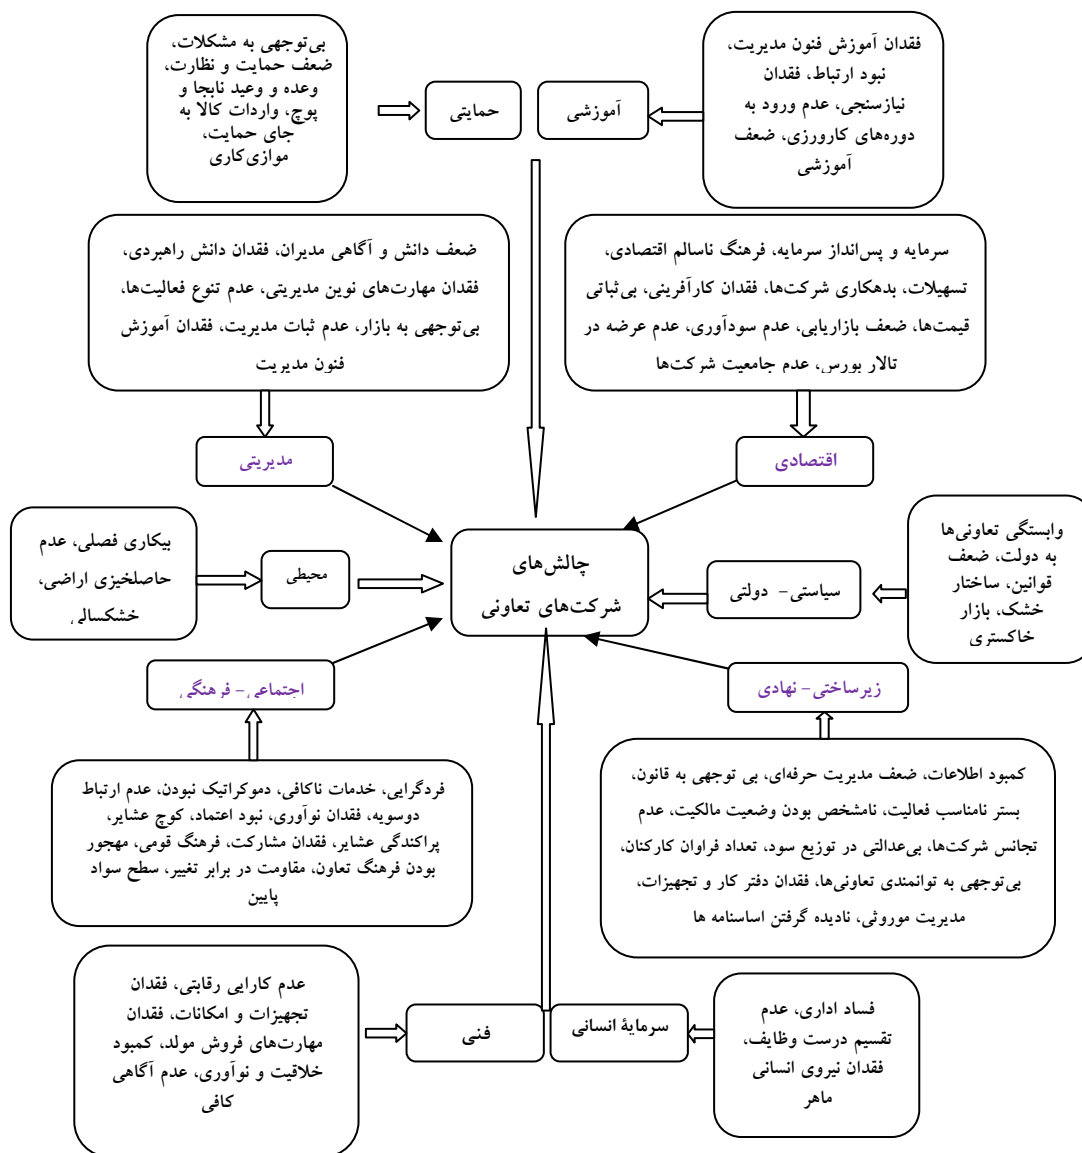 فقدان آموزش فنون مدیریت،
نبود ارتباط، فقدان
نیازسنجی، عدم ورود به
دوره‌های کارورزی، ضعف
آموزشی
آموزشی
حمایتی
بی‌توجهی به مشکلات،
ضعف حمایت و نظارت،
وعده و وعید نابجا و
پوچ، واردات کالا به
جای حمایت،
موازی‌کاری
سرمایه و پس‌انداز سرمایه، فرهنگ ناسالم اقتصادی،
تسهیلات، بدهکاری شرکت‌ها، فقدان کارآفرینی، بی‌ثباتی
قیمت‌ها، ضعف بازاریابی، عدم سودآوری، عدم عرضه در
تالار بورس، عدم جامعیت شرکت‌ها
ضعف دانش و آگاهی مدیران، فقدان دانش راهبردی،
فقدان مهارت‌های نوین مدیریتی، عدم تنوع فعالیت‌ها،
بی‌توجهی به بازار، عدم ثبات مدیریت، فقدان آموزش
فنون مدیریت
اقتصادی
مدیریتی
وابستگی تعاونی‌ها
به دولت، ضعف
قوانین، ساختار
خشک، بازار
خاکستری
سیاستی- دولتی
چالش‌های
شرکت‌های تعاونی
محیطی
بیکاری فصلی، عدم
حاصلخیزی اراضی،
خشکسالی
زیرساختی- نهادی
اجتماعی- فرهنگی
کمبود اطلاعات، ضعف مدیریت حرفه‌ای، بی توجهی به قانون،
بستر نامناسب فعالیت، نامشخص بودن وضعیت مالکیت، عدم
تجانس شرکت‌ها، بی‌عدالتی در توزیع سود، تعداد فراوان کارکنان،
بی‌توجهی به توانمندی تعاونی‌ها، فقدان دفتر کار و تجهیزات،
مدیریت موروثی، نادیده گرفتن اساسنامه ها
فردگرایی، خدمات ناکافی، دموکراتیک نبودن، عدم ارتباط
دوسویه، فقدان نوآوری، نبود اعتماد، کوچ عشایر،
پراکندگی عشایر، فقدان مشارکت، فرهنگ قومی، مهجور
بودن فرهنگ تعاون، مقاومت در برابر تغییر، سطح سواد
پایین
فساد اداری، عدم
تقسیم درست وظایف،
فقدان نیروی انسانی
ماهر
سرمایۀ انسانی
فنی
عدم کارایی رقابتی، فقدان
تجهیزات و امکانات، فقدان
مهارت‌های فروش مولد، کمبود
خلاقیت و نوآوری، عدم آگاهی
کافی